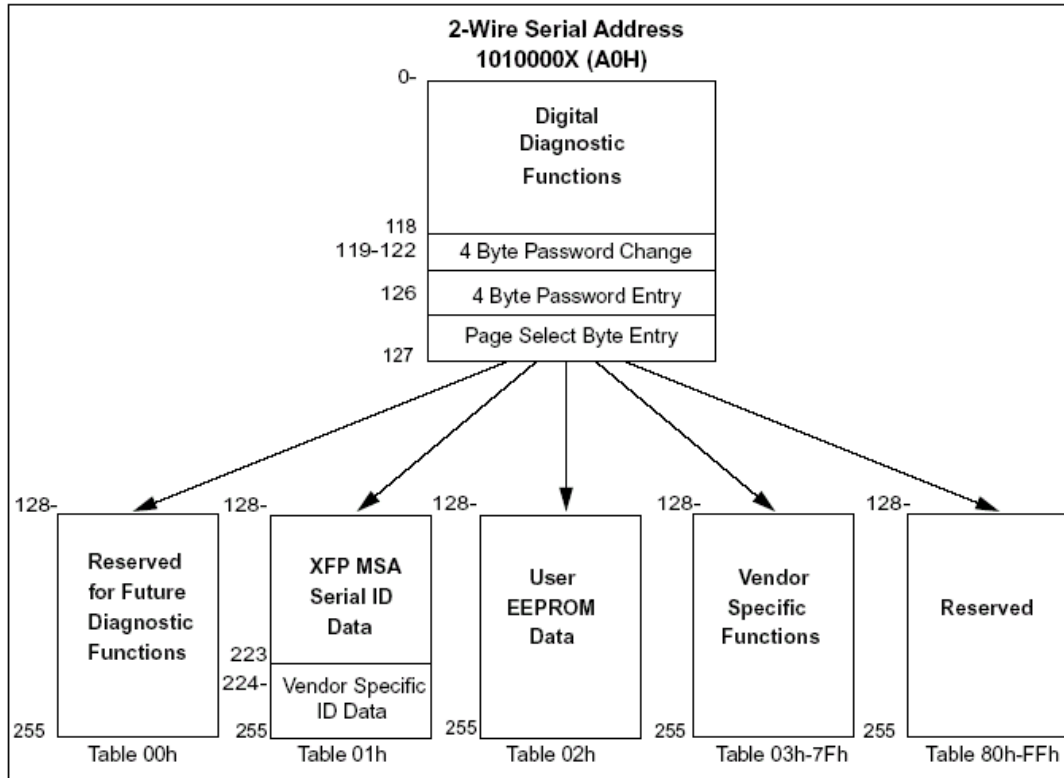 2-Wire Serial Address
1010000X (A0H)
0-
Digital
Diagnostic
Functions
118
119-122
4 Byte Password Change
126
4 Byte Password Entry
Page Select Byte Entry
127
128-
Reserved
for Future
Diagnostic
Functions
255
Table 00h
128-
XFP MSA
Serial ID
Data
223
224-
Vendor Specific
ID Data
255
Table 01h
128-
User
EEPROM
Data
255
Table 02h
128-
Vendor
Specific
Functions
255
Table 03h-7Fh
128-
Reserved
255
Table 80h-FFh